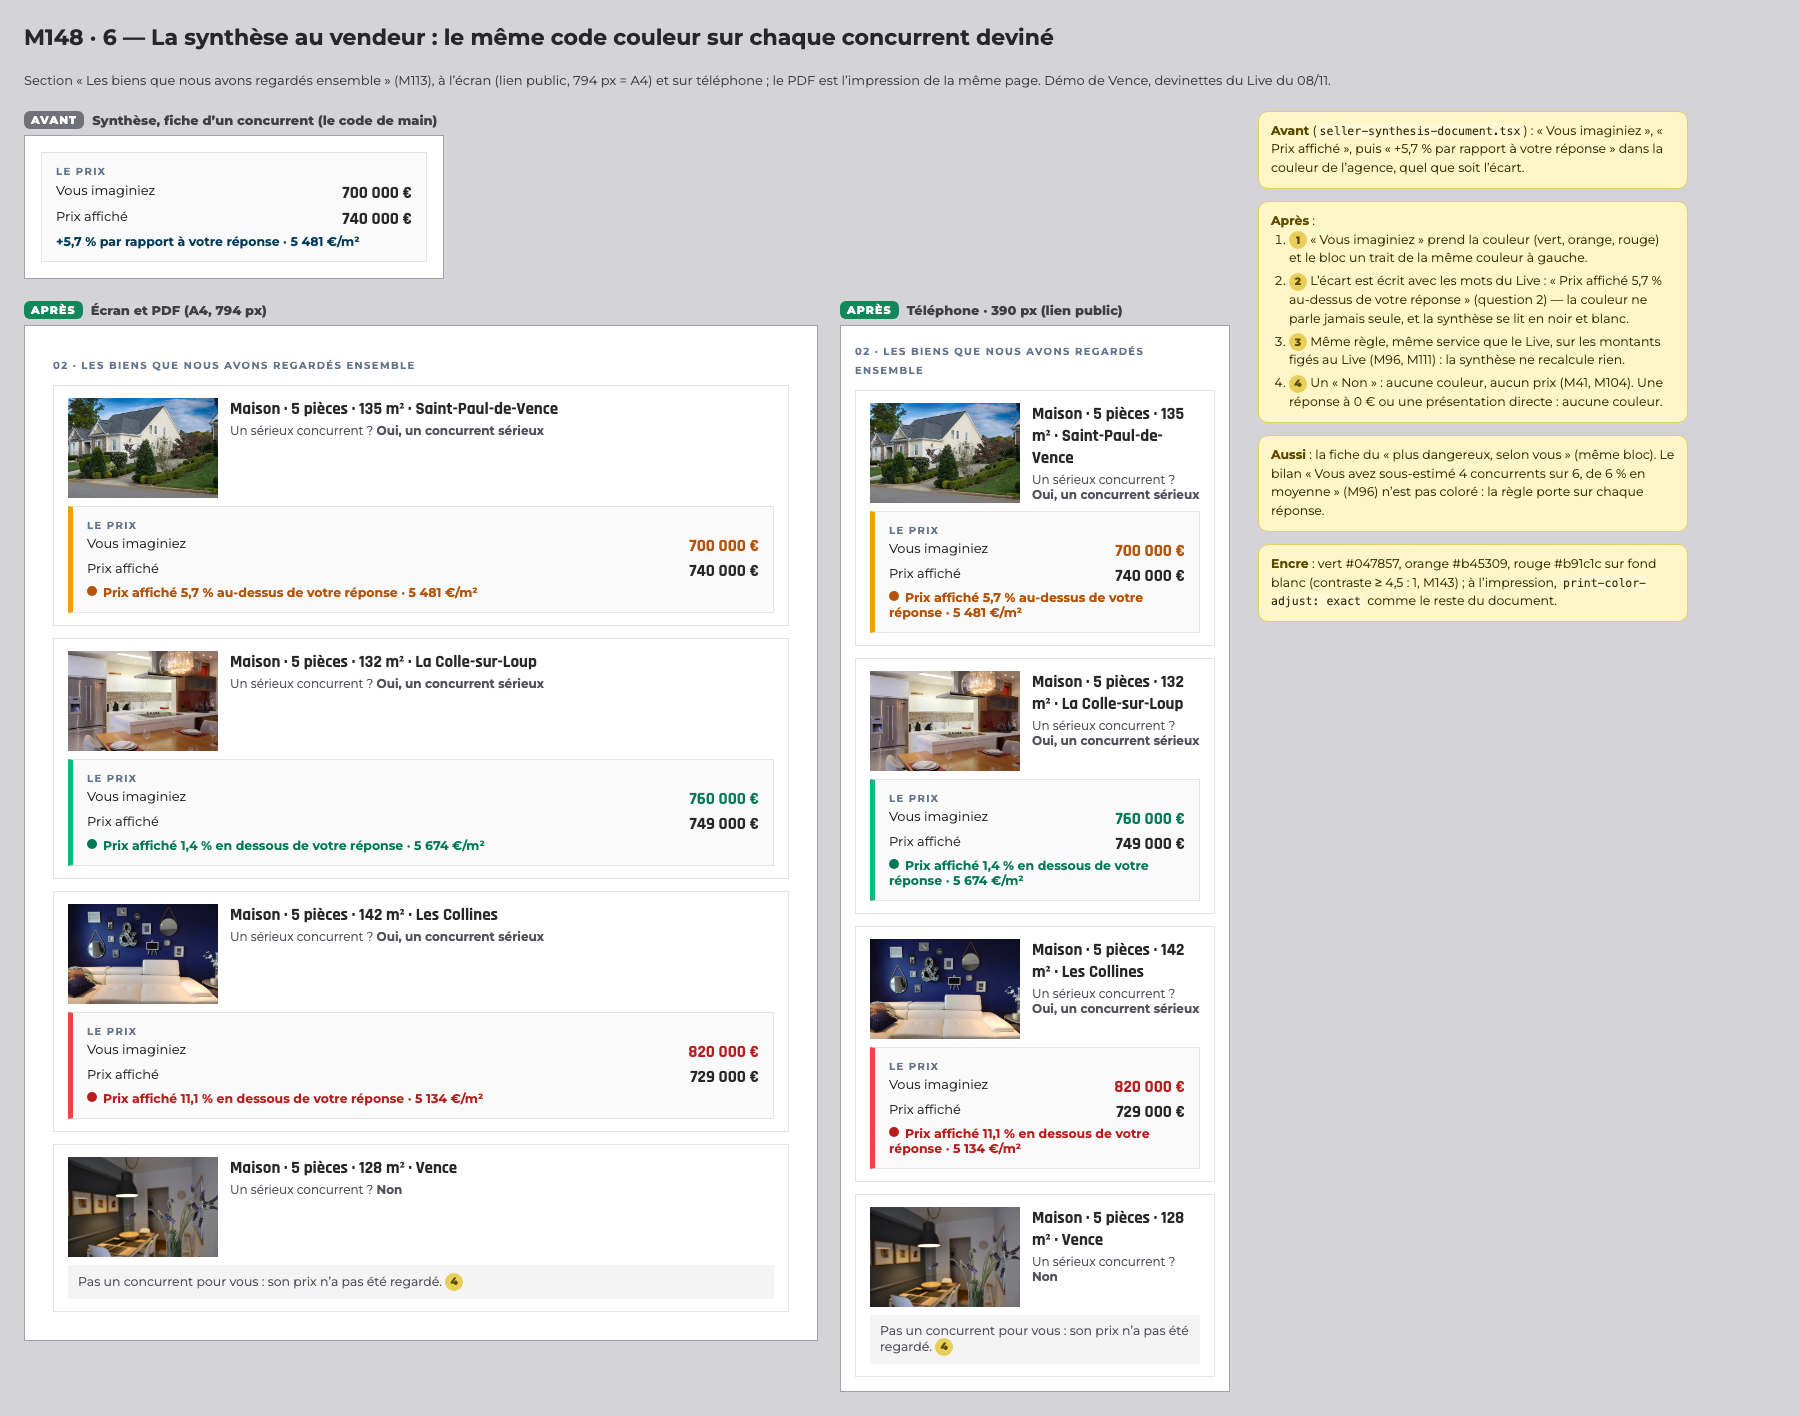 M148 · 6 — La synthèse au vendeur : le même code couleur sur chaque concurrent deviné
Section « Les biens que nous avons regardés ensemble » (M113), à l’écran (lien public, 794 px = A4) et sur téléphone ; le PDF est l’impression de la même page. Démo de Vence, devinettes du Live du 08/11.
AVANT Synthèse, fiche d’un concurrent (le code de main)
LE PRIX
Vous imaginiez 700 000 €
Prix affiché 740 000 €
+5,7 % par rapport à votre réponse · 5 481 €/m²
APRÈS Écran et PDF (A4, 794 px)
02 · LES BIENS QUE NOUS AVONS REGARDÉS ENSEMBLE
Maison · 5 pièces · 135 m² · Saint-Paul-de-Vence
Un sérieux concurrent ? Oui, un concurrent sérieux
LE PRIX
Vous imaginiez 700 000 €
Prix affiché 740 000 €
Prix affiché 5,7 % au-dessus de votre réponse · 5 481 €/m²
Maison · 5 pièces · 132 m² · La Colle-sur-Loup
Un sérieux concurrent ? Oui, un concurrent sérieux
LE PRIX
Vous imaginiez 760 000 €
Prix affiché 749 000 €
Prix affiché 1,4 % en dessous de votre réponse · 5 674 €/m²
Maison · 5 pièces · 142 m² · Les Collines
Un sérieux concurrent ? Oui, un concurrent sérieux
LE PRIX
Vous imaginiez 820 000 €
Prix affiché 729 000 €
Prix affiché 11,1 % en dessous de votre réponse · 5 134 €/m²
Maison · 5 pièces · 128 m² · Vence
Un sérieux concurrent ? Non
Pas un concurrent pour vous : son prix n’a pas été regardé. 4
APRÈS Téléphone · 390 px (lien public)
02 · LES BIENS QUE NOUS AVONS REGARDÉS
ENSEMBLE
Maison · 5 pièces · 135
m² · Saint-Paul-de-
Vence
Un sérieux concurrent ?
Oui, un concurrent sérieux
LE PRIX
Vous imaginiez 700 000 €
Prix affiché 740 000 €
Prix affiché 5,7 % au-dessus de votre
réponse · 5 481 €/m²
Maison · 5 pièces · 132
m² · La Colle-sur-Loup
Un sérieux concurrent ?
Oui, un concurrent sérieux
LE PRIX
Vous imaginiez 760 000 €
Prix affiché 749 000 €
Prix affiché 1,4 % en dessous de votre
réponse · 5 674 €/m²
Maison · 5 pièces · 142
m² · Les Collines
Un sérieux concurrent ?
Oui, un concurrent sérieux
LE PRIX
Vous imaginiez 820 000 €
Prix affiché 729 000 €
Prix affiché 11,1 % en dessous de votre
réponse · 5 134 €/m²
Maison · 5 pièces · 128
m² · Vence
Un sérieux concurrent ?
Non
Pas un concurrent pour vous : son prix n’a pas été
regardé. 4
Avant (seller-synthesis-document.tsx) : « Vous imaginiez », «
Prix affiché », puis « +5,7 % par rapport à votre réponse » dans la
couleur de l’agence, quel que soit l’écart.
Après :
1. 1 « Vous imaginiez » prend la couleur (vert, orange, rouge)
et le bloc un trait de la même couleur à gauche.
2. 2 L’écart est écrit avec les mots du Live : « Prix affiché 5,7 %
au-dessus de votre réponse » (question 2) — la couleur ne
parle jamais seule, et la synthèse se lit en noir et blanc.
3. 3 Même règle, même service que le Live, sur les montants
figés au Live (M96, M111) : la synthèse ne recalcule rien.
4. 4 Un « Non » : aucune couleur, aucun prix (M41, M104). Une
réponse à 0 € ou une présentation directe : aucune couleur.
Aussi : la fiche du « plus dangereux, selon vous » (même bloc). Le
bilan « Vous avez sous-estimé 4 concurrents sur 6, de 6 % en
moyenne » (M96) n’est pas coloré : la règle porte sur chaque
réponse.
Encre : vert #047857, orange #b45309, rouge #b91c1c sur fond
blanc (contraste ≥ 4,5 : 1, M143) ; à l’impression, print-color-
adjust: exact comme le reste du document.